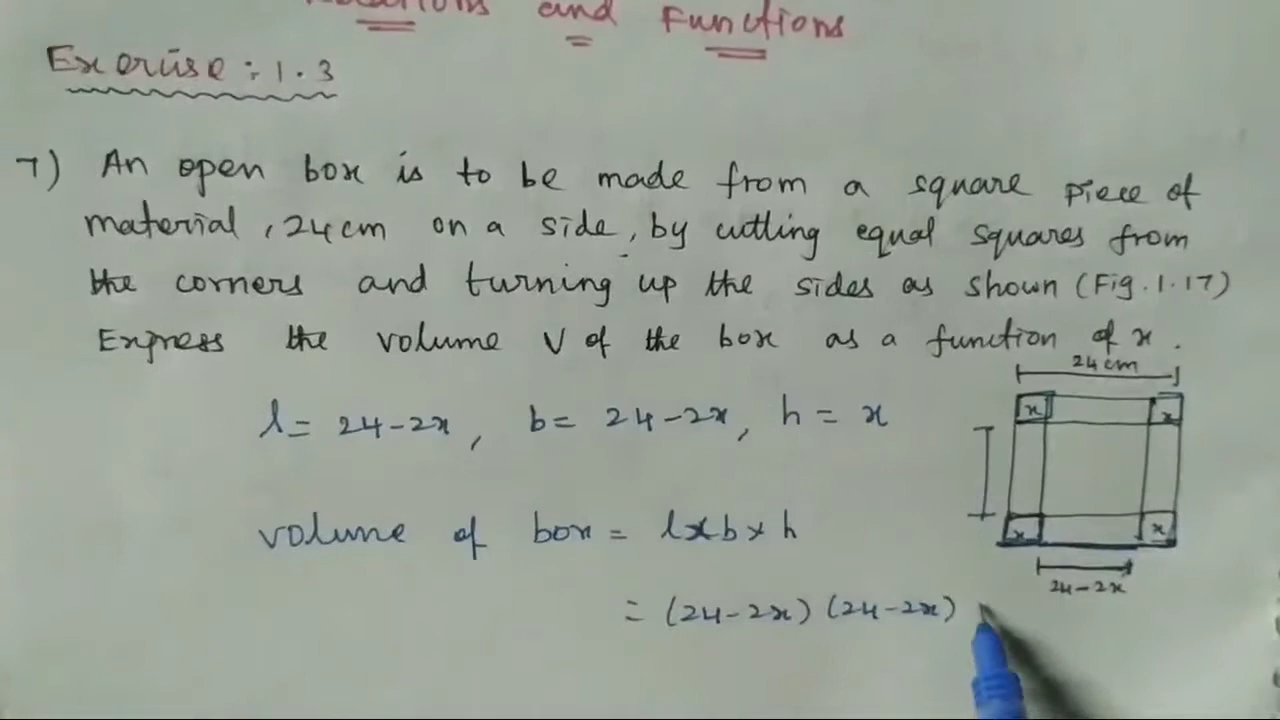 and Functions
Exercise : 1.3
7) An open box is to be made from a square piece of
material, 24 cm on a side, by cutting equal squares from
the corners and turning up the sides as shown (Fig. 1.17)
Express the volume V of the box as a function of x.
24 cm
l = 24-2x, b = 24-2x, h = x
x x
volume of box = l x b x h
x x
24-2x
= (24-2x) (24-2x)